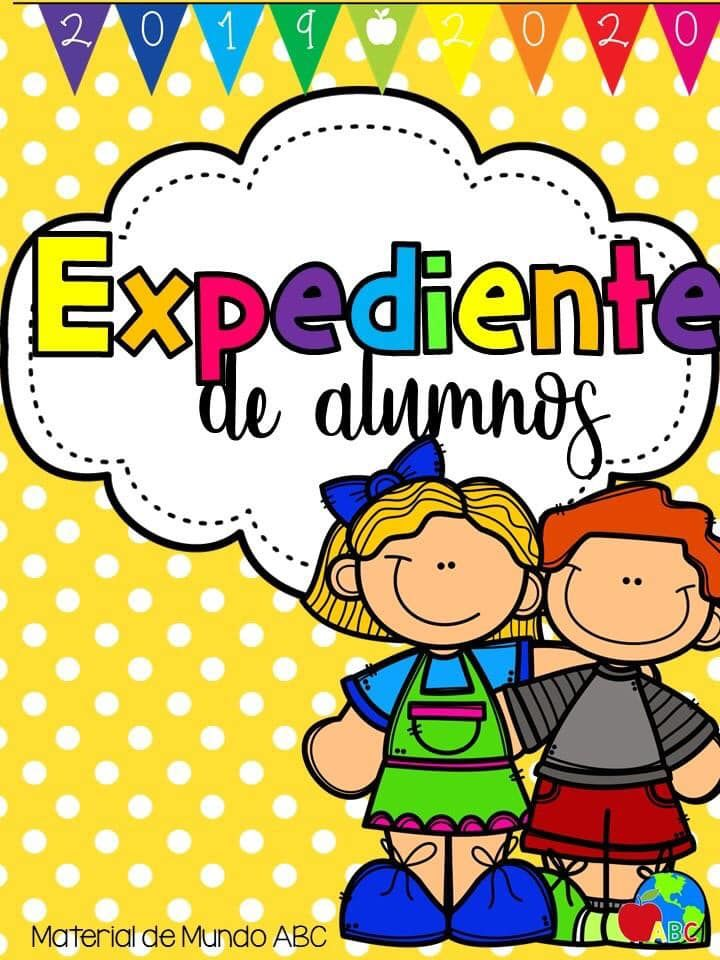 2019 2020
Expediente
de alumnos
Material de Mundo ABC
ABC